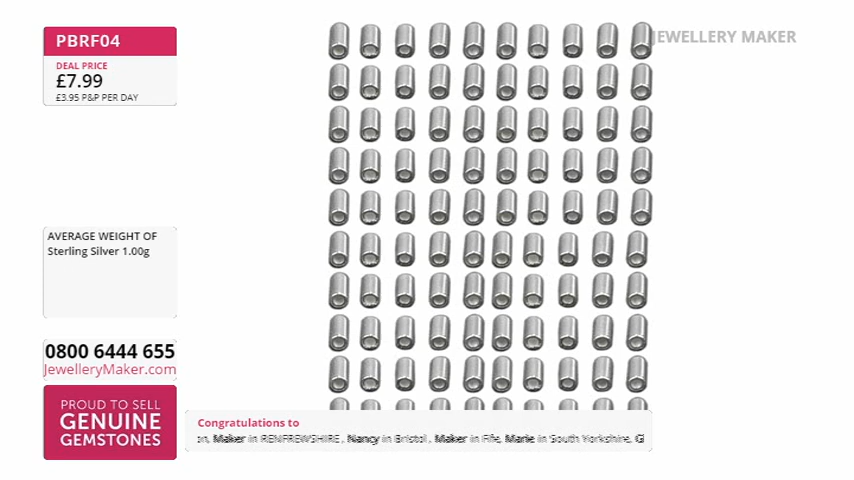 PBRF04
DEAL PRICE
£7.99
£3.95 P&P PER DAY
JEWELLERY MAKER
AVERAGE WEIGHT OF
Sterling Silver 1.00g
0800 6444 655
JewelleryMaker.com
PROUD TO SELL
GENUINE
GEMSTONES
Congratulations to
on, Maker in RENFREWSHIRE, Nancy in Bristol, Maker in Fife, Marie in South Yorkshire, G